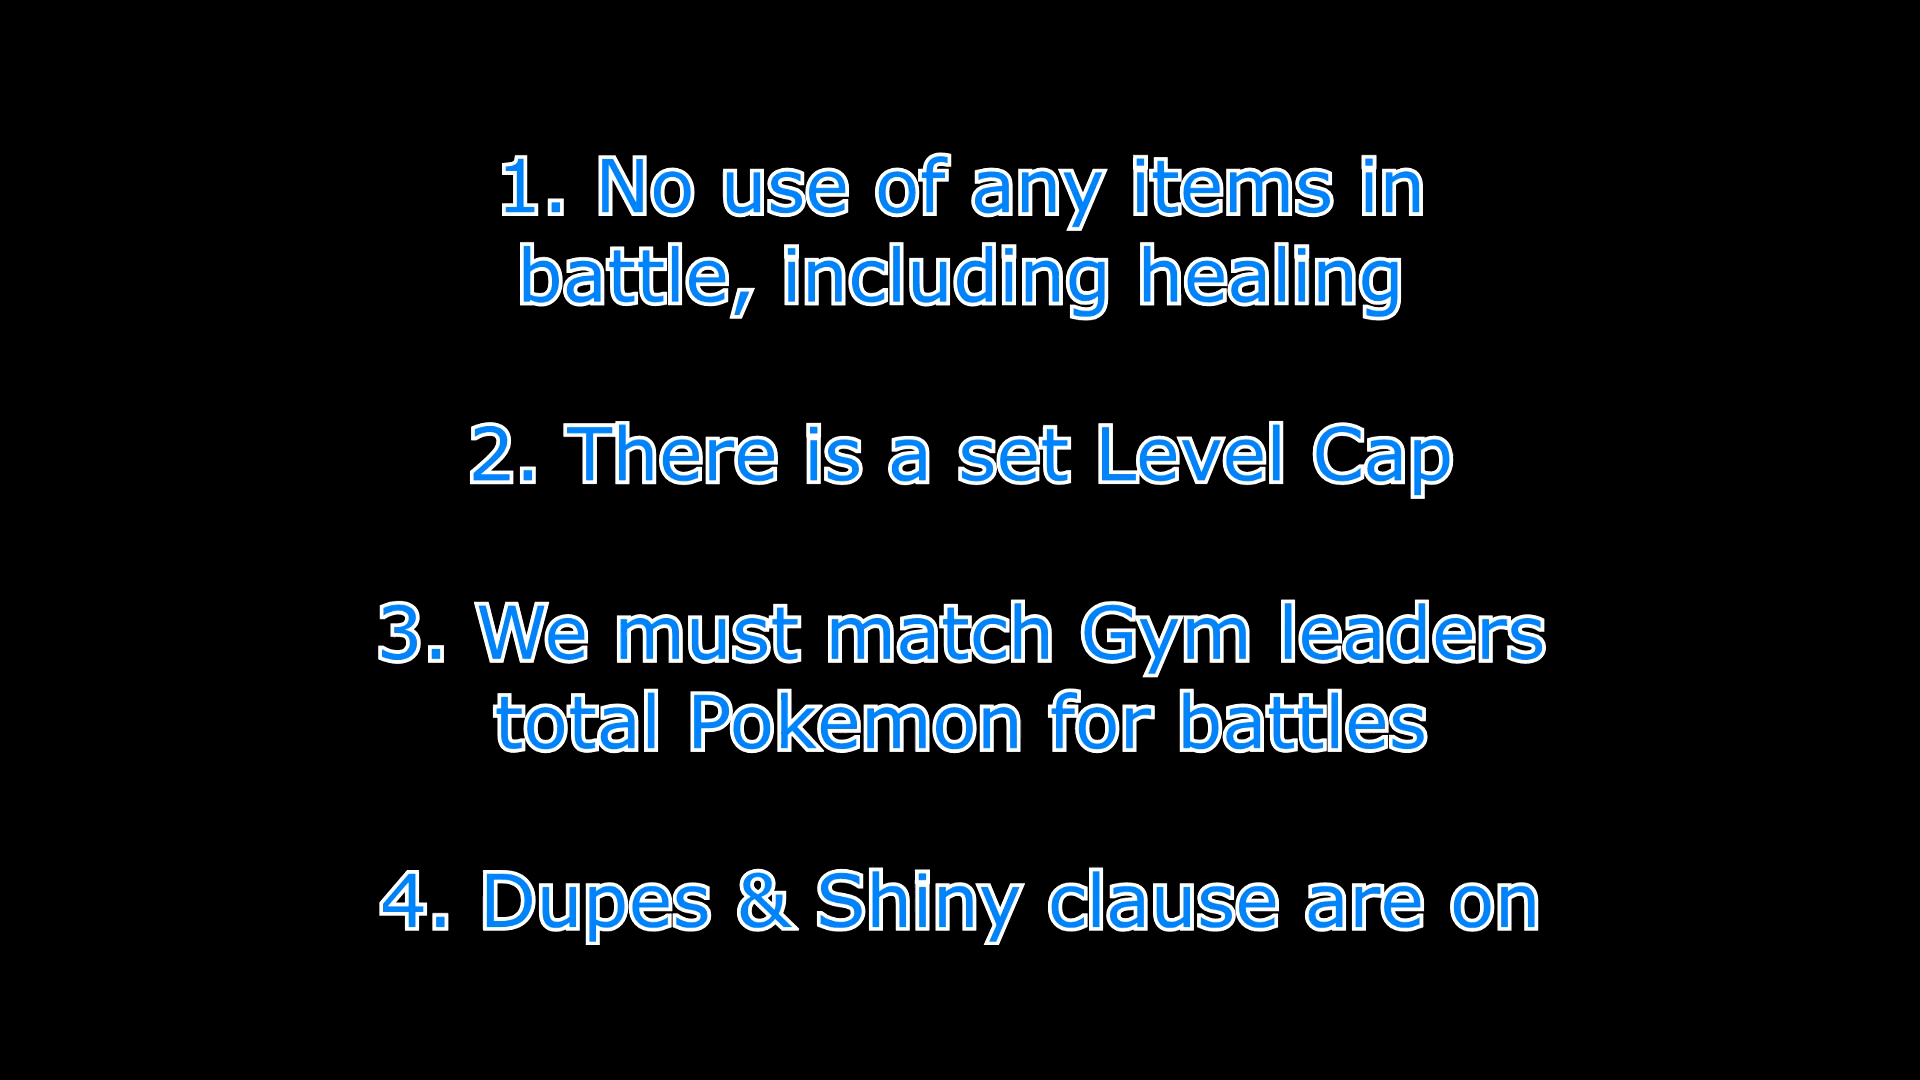 1. No use of any items in
battle, including healing
2. There is a set Level Cap
3. We must match Gym leaders
total Pokemon for battles
4. Dupes & Shiny clause are on